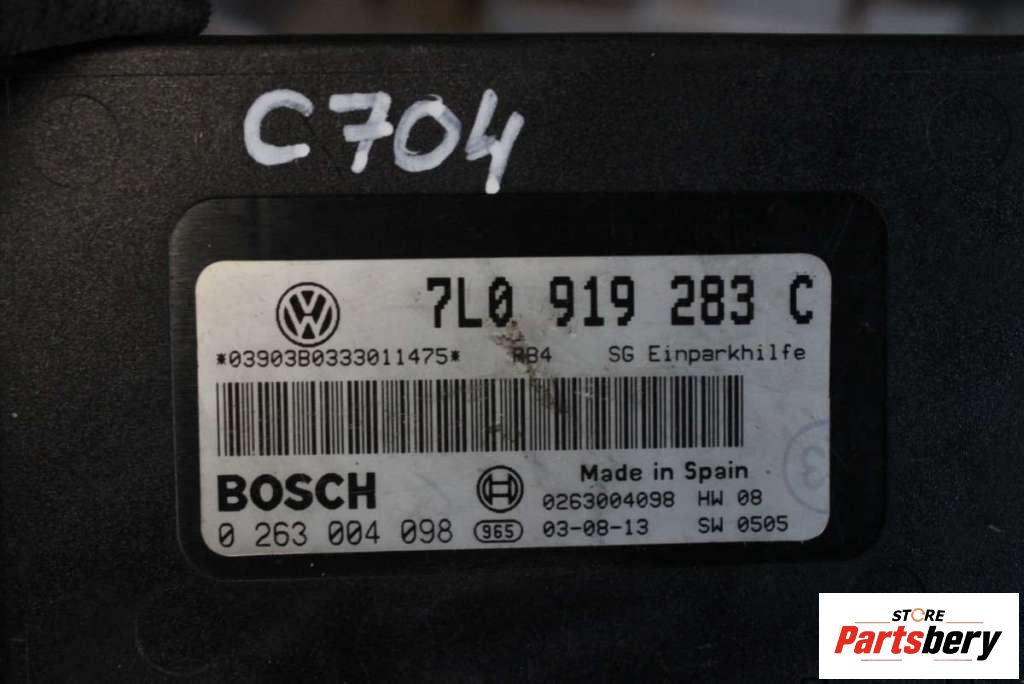 C704
7L0 919 283 C
*03903B0333011475* SG Einparkhilfe
BOSCH
Made in Spain
0263004098 HW 08
0 263 004 098 965 03-08-13 SW 0505
3
STORE
Partsbery